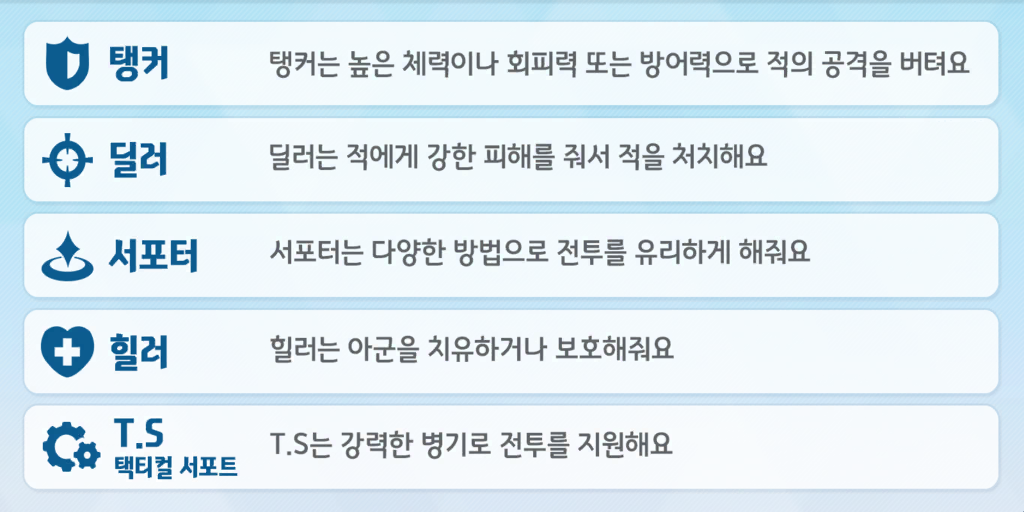 탱커
탱커는 높은 체력이나 회피력 또는 방어력으로 적의 공격을 버텨요
딜러
딜러는 적에게 강한 피해를 줘서 적을 처치해요
서포터
서포터는 다양한 방법으로 전투를 유리하게 해줘요
힐러
힐러는 아군을 치유하거나 보호해줘요
T.S
택티컬 서포트
T.S는 강력한 병기로 전투를 지원해요